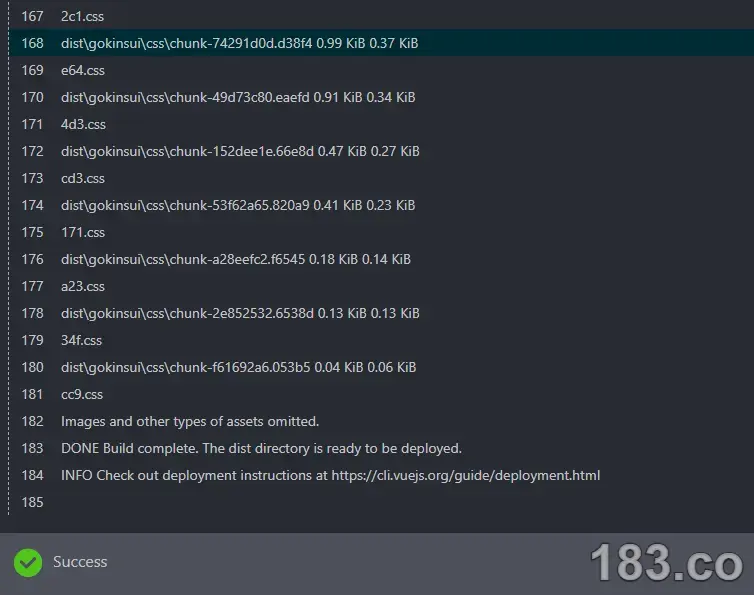 167 2c1.css
168 dist\gokinsui\css\chunk-74291d0d.d38f4 0.99 KiB 0.37 KiB
169 e64.css
170 dist\gokinsui\css\chunk-49d73c80.eaefd 0.91 KiB 0.34 KiB
171 4d3.css
172 dist\gokinsui\css\chunk-152dee1e.66e8d 0.47 KiB 0.27 KiB
173 cd3.css
174 dist\gokinsui\css\chunk-53f62a65.820a9 0.41 KiB 0.23 KiB
175 171.css
176 dist\gokinsui\css\chunk-a28eefc2.f6545 0.18 KiB 0.14 KiB
177 a23.css
178 dist\gokinsui\css\chunk-2e852532.6538d 0.13 KiB 0.13 KiB
179 34f.css
180 dist\gokinsui\css\chunk-f61692a6.053b5 0.04 KiB 0.06 KiB
181 cc9.css
182 Images and other types of assets omitted.
183 DONE Build complete. The dist directory is ready to be deployed.
184 INFO Check out deployment instructions at https://cli.vuejs.org/guide/deployment.html
185
Success
183.co